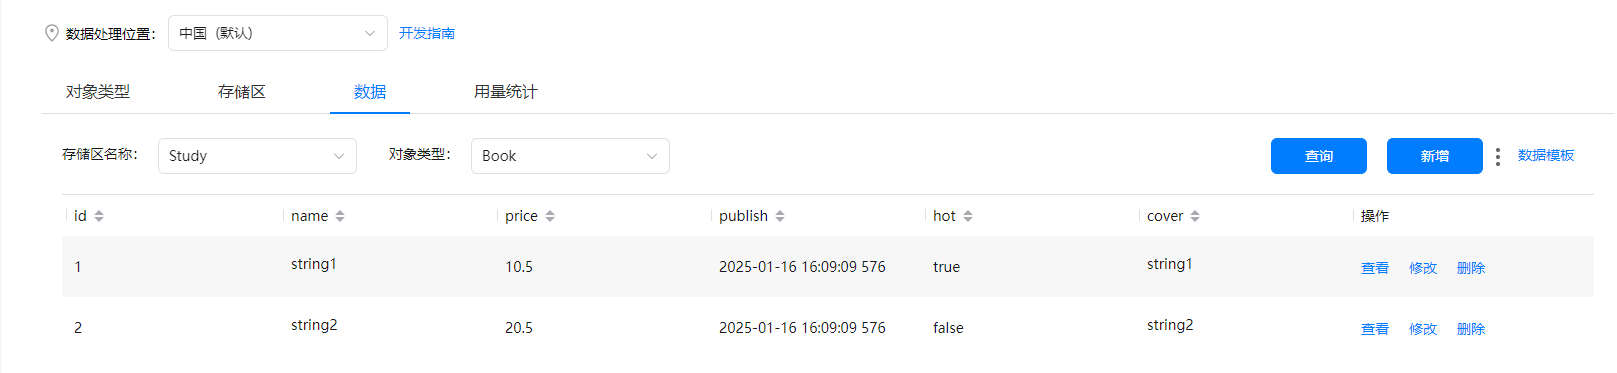 数据处理位置： 中国（默认） 开发指南
对象类型 存储区 数据 用量统计
存储区名称： Study 对象类型： Book 查询 新增 数据模板
id name price publish hot cover 操作
1 string1 10.5 2025-01-16 16:09:09 576 true string1 查看 修改 删除
2 string2 20.5 2025-01-16 16:09:09 576 false string2 查看 修改 删除